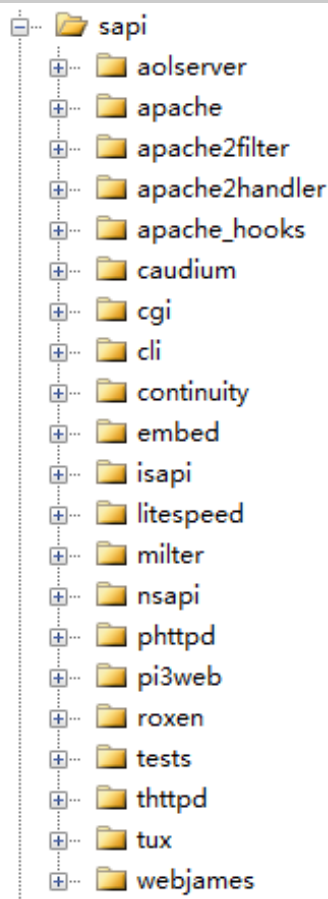 sapi
aolserver
apache
apache2filter
apache2handler
apache_hooks
caudium
cgi
cli
continuity
embed
isapi
litespeed
milter
nsapi
phttpd
pi3web
roxen
tests
thttpd
tux
webjames